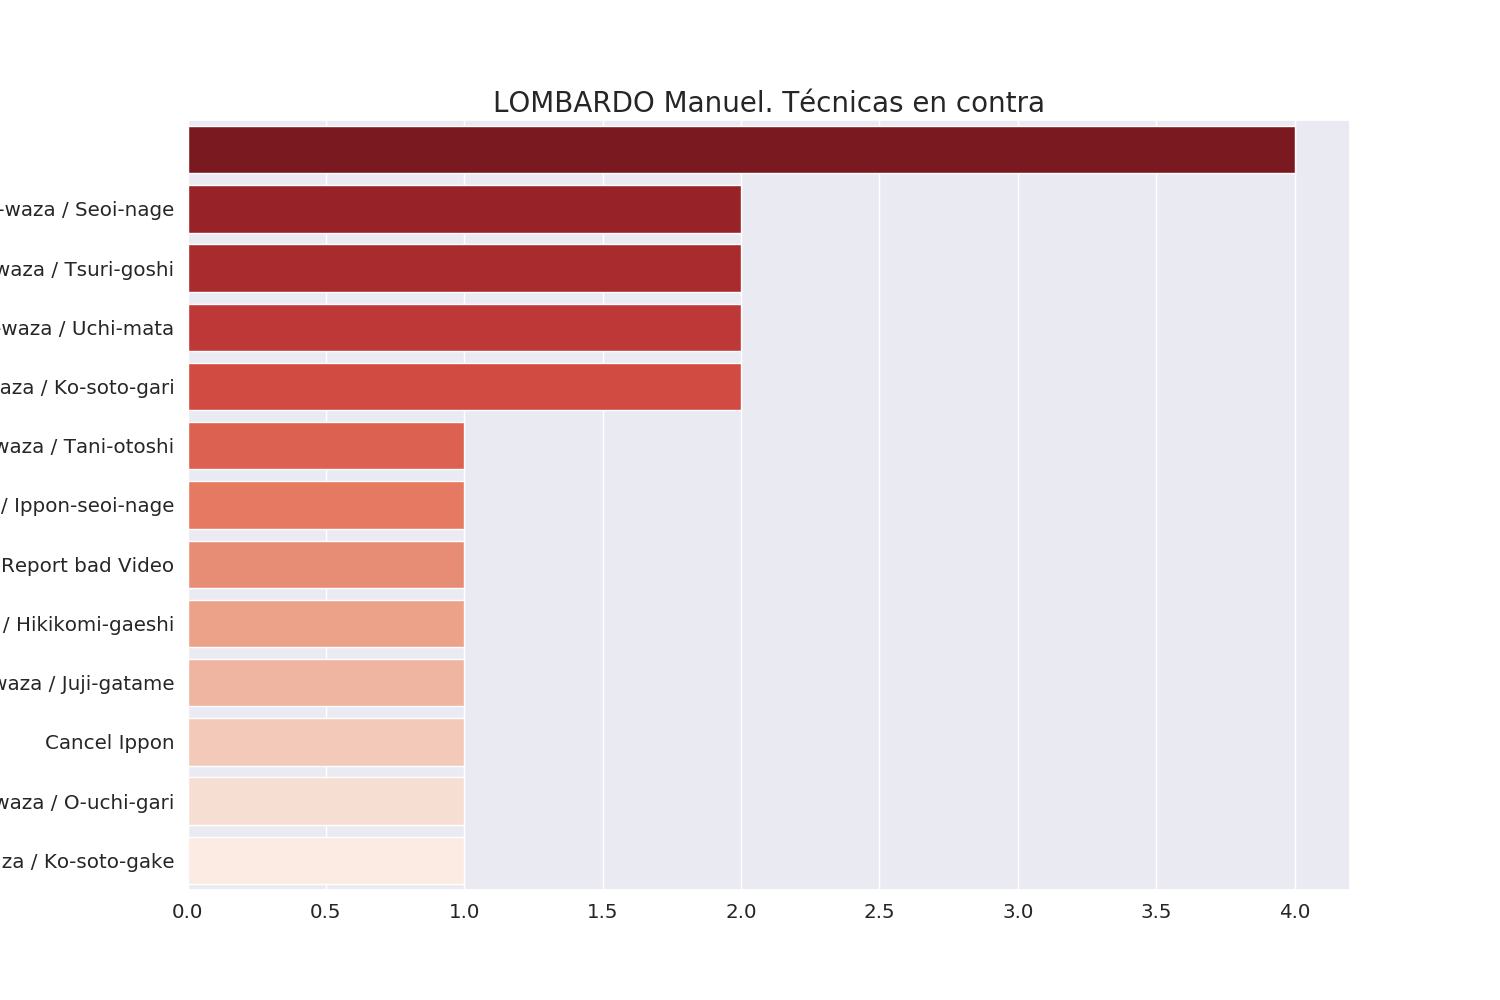 LOMBARDO Manuel. Técnicas en contra
-waza / Seoi-nage
waza / Tsuri-goshi
-waza / Uchi-mata
aza / Ko-soto-gari
waza / Tani-otoshi
/ Ippon-seoi-nage
Report bad Video
/ Hikikomi-gaeshi
waza / Juji-gatame
Cancel Ippon
waza / O-uchi-gari
za / Ko-soto-gake
0.0 0.5 1.0 1.5 2.0 2.5 3.0 3.5 4.0